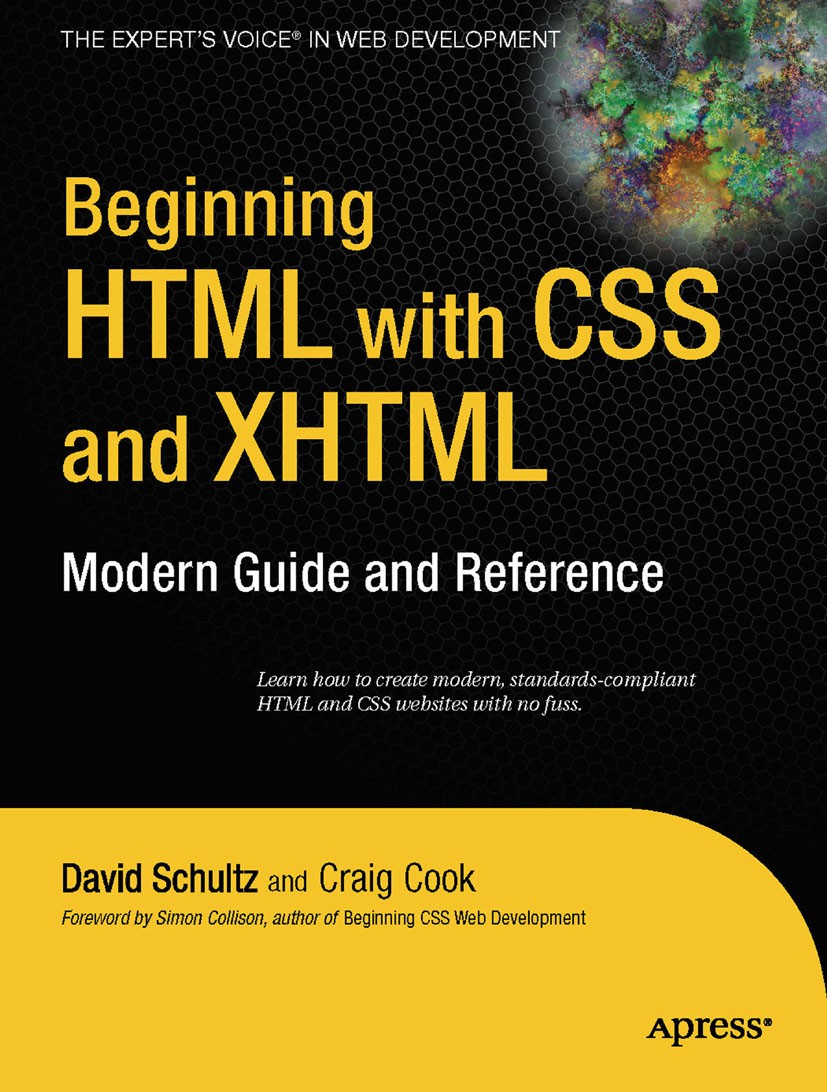 THE EXPERT'S VOICE® IN WEB DEVELOPMENT
Beginning
HTML with CSS
and XHTML
Modern Guide and Reference
Learn how to create modern, standards-compliant
HTML and CSS websites with no fuss.
David Schultz and Craig Cook
Foreword by Simon Collison, author of Beginning CSS Web Development
Apress®